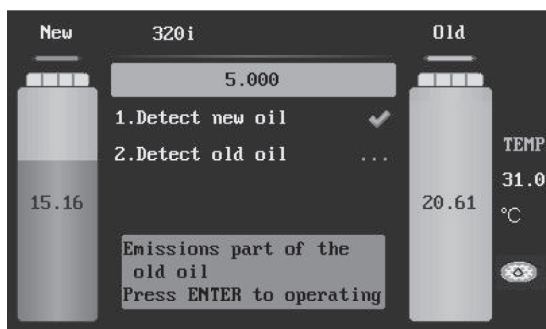 New 320i Old
5.000
1.Detect new oil
2.Detect old oil ...
TEMP
31.0
°C
15.16
20.61
Emissions part of the
old oil
Press ENTER to operating